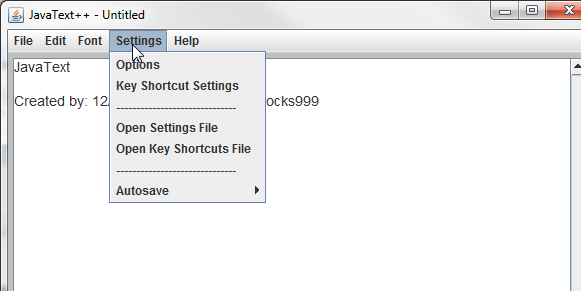 JavaText++ - Untitled
File Edit Font Settings Help
JavaText
Options
Key Shortcut Settings
Created by: 12/ ocks999
------------------------------
Open Settings File
Open Key Shortcuts File
------------------------------
Autosave